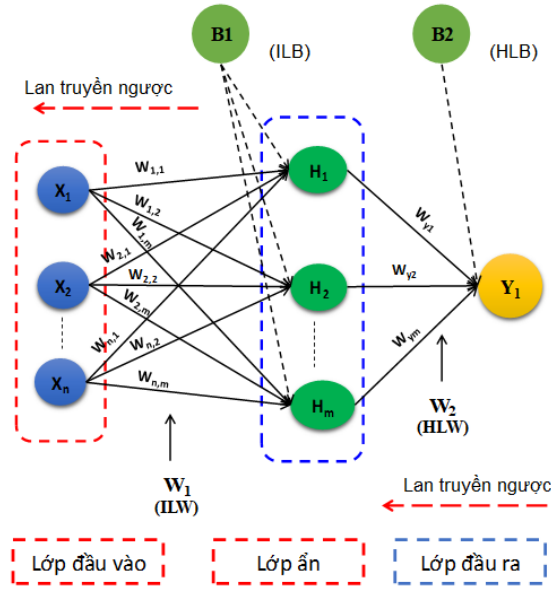 B1
(ILB)
B2
(HLB)
Lan truyền ngược
W1,1
X1
H1
W1,2
W1,m
Wy1
W2,1
X2
W2,2
H2
Wy2
Y1
W2,m
Wn,1
Wn,2
Wym
Xn
Wn,m
Hm
W1
(ILW)
W2
(HLW)
Lan truyền ngược
Lớp đầu vào
Lớp ẩn
Lớp đầu ra